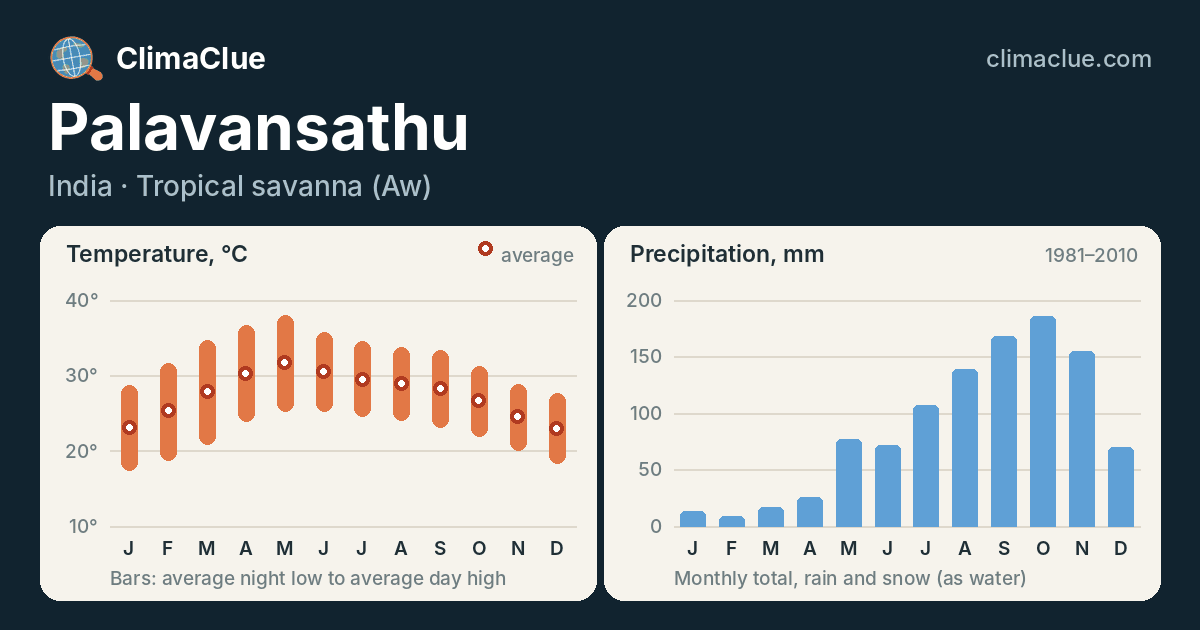 ClimaClue
climaclue.com
Palavansathu
India · Tropical savanna (Aw)
Temperature, °C
average
40°
30°
20°
10°
J F M A M J J A S O N D
Bars: average night low to average day high
Precipitation, mm
1981–2010
200
150
100
50
0
J F M A M J J A S O N D
Monthly total, rain and snow (as water)